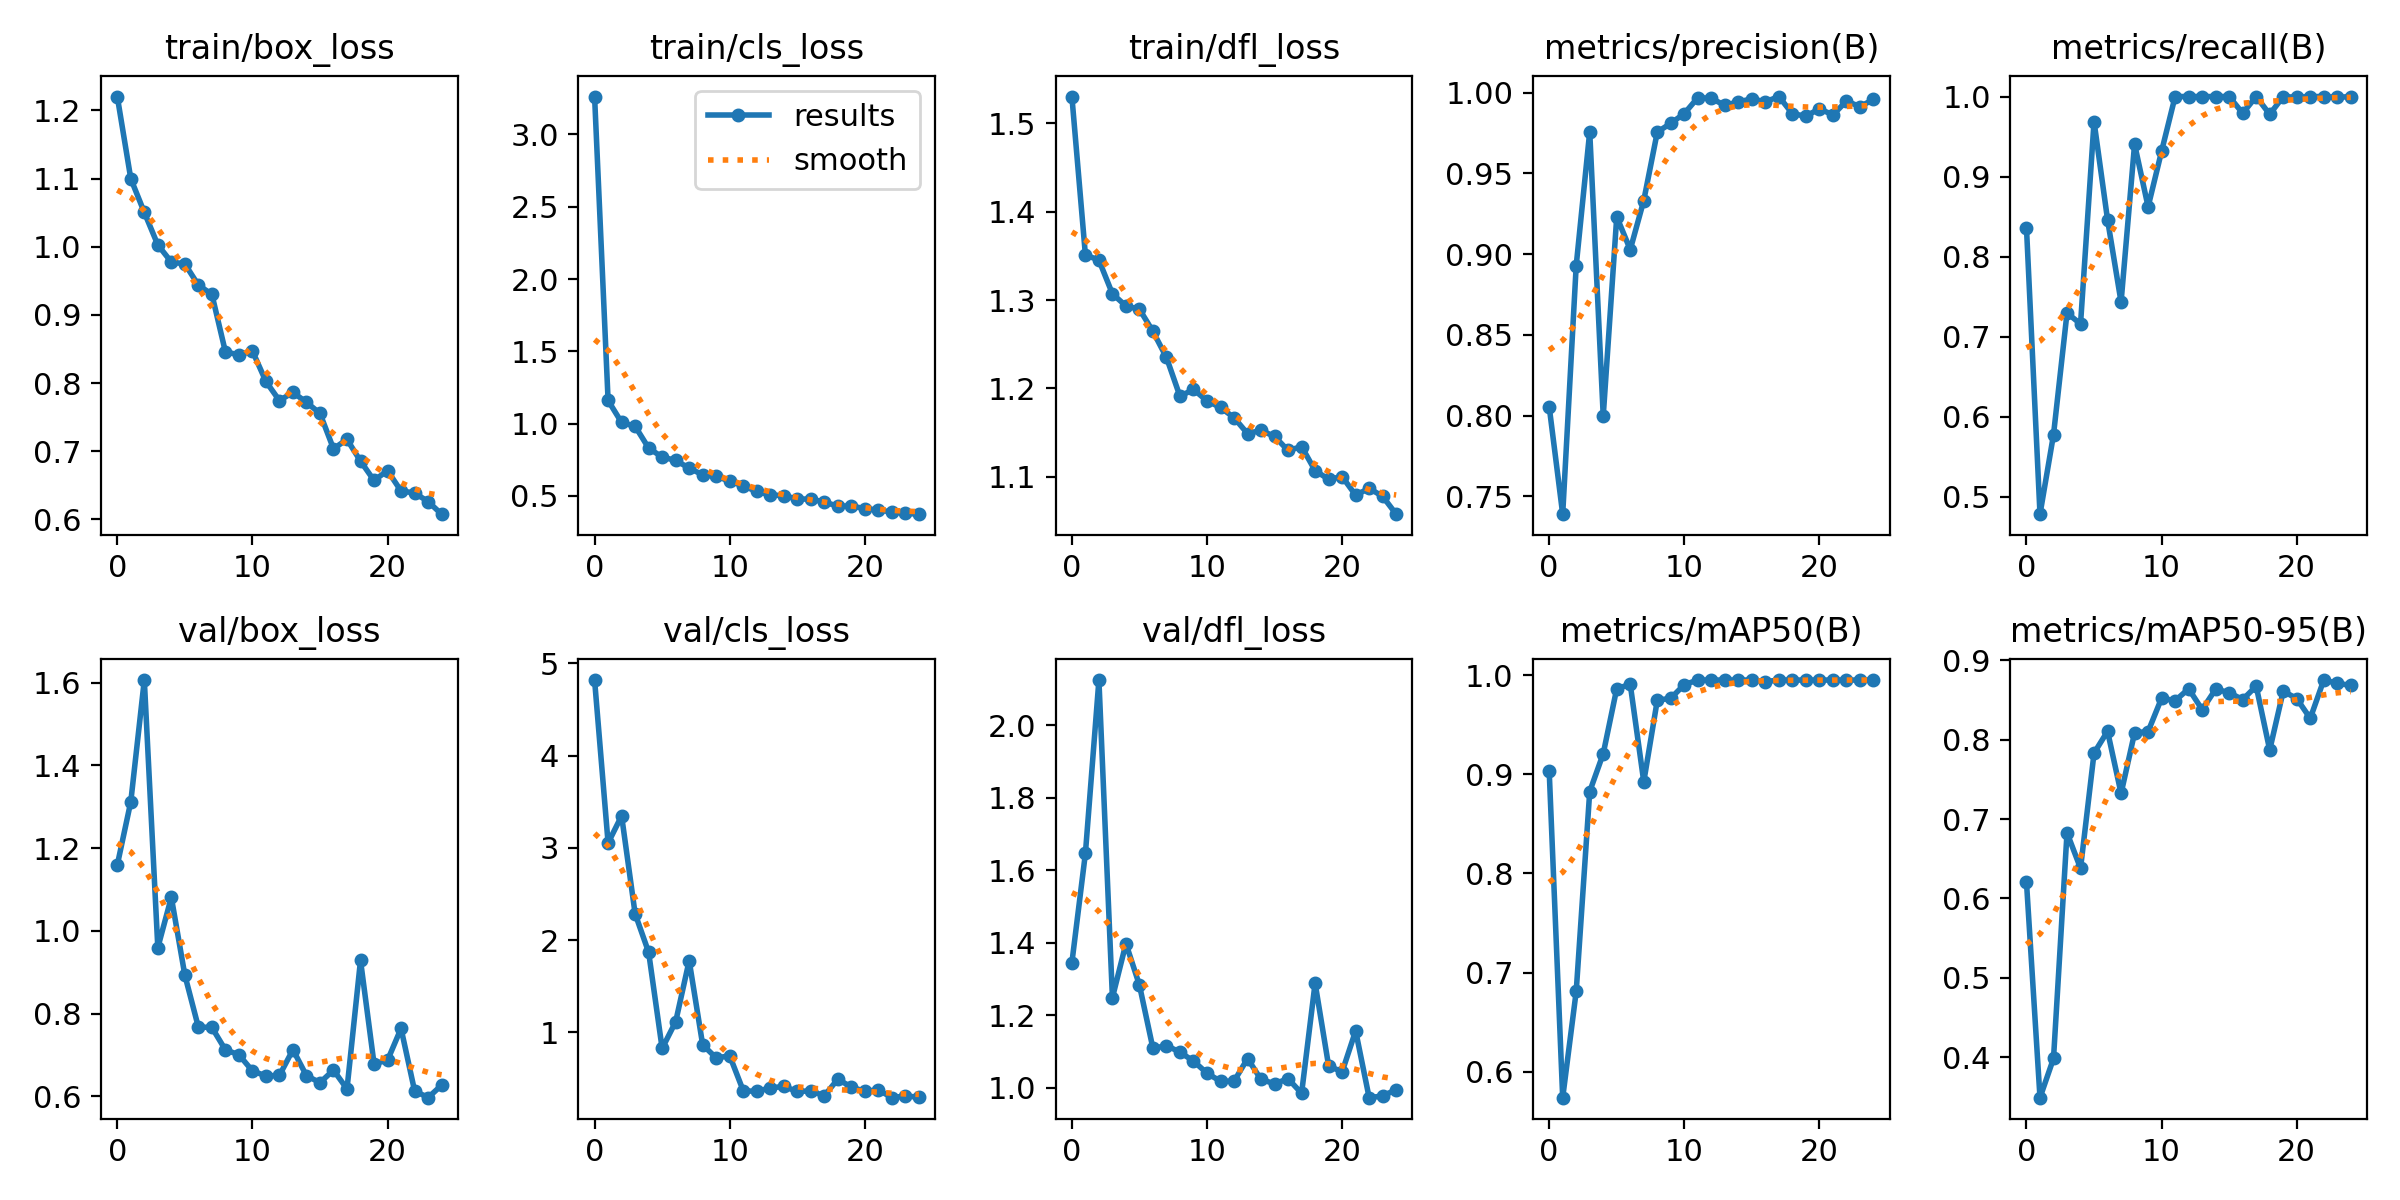 train/box_loss
1.2
1.1
1.0
0.9
0.8
0.7
0.6
0 10 20
train/cls_loss
results
smooth
3.0
2.5
2.0
1.5
1.0
0.5
0 10 20
train/dfl_loss
1.5
1.4
1.3
1.2
1.1
0 10 20
metrics/precision(B)
1.00
0.95
0.90
0.85
0.80
0.75
0 10 20
metrics/recall(B)
1.0
0.9
0.8
0.7
0.6
0.5
0 10 20
val/box_loss
1.6
1.4
1.2
1.0
0.8
0.6
0 10 20
val/cls_loss
5
4
3
2
1
0 10 20
val/dfl_loss
2.0
1.8
1.6
1.4
1.2
1.0
0 10 20
metrics/mAP50(B)
1.0
0.9
0.8
0.7
0.6
0 10 20
metrics/mAP50-95(B)
0.9
0.8
0.7
0.6
0.5
0.4
0 10 20